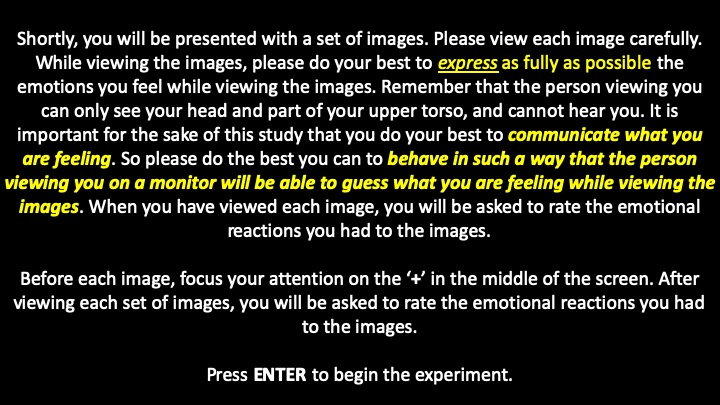 Shortly, you will be presented with a set of images. Please view each image carefully.
While viewing the images, please do your best to express as fully as possible the
emotions you feel while viewing the images. Remember that the person viewing you
can only see your head and part of your upper torso, and cannot hear you. It is
important for the sake of this study that you do your best to communicate what you
are feeling. So please do the best you can to behave in such a way that the person
viewing you on a monitor will be able to guess what you are feeling while viewing the
images. When you have viewed each image, you will be asked to rate the emotional
reactions you had to the images.
Before each image, focus your attention on the ‘+’ in the middle of the screen. After
viewing each set of images, you will be asked to rate the emotional reactions you had
to the images.
Press ENTER to begin the experiment.